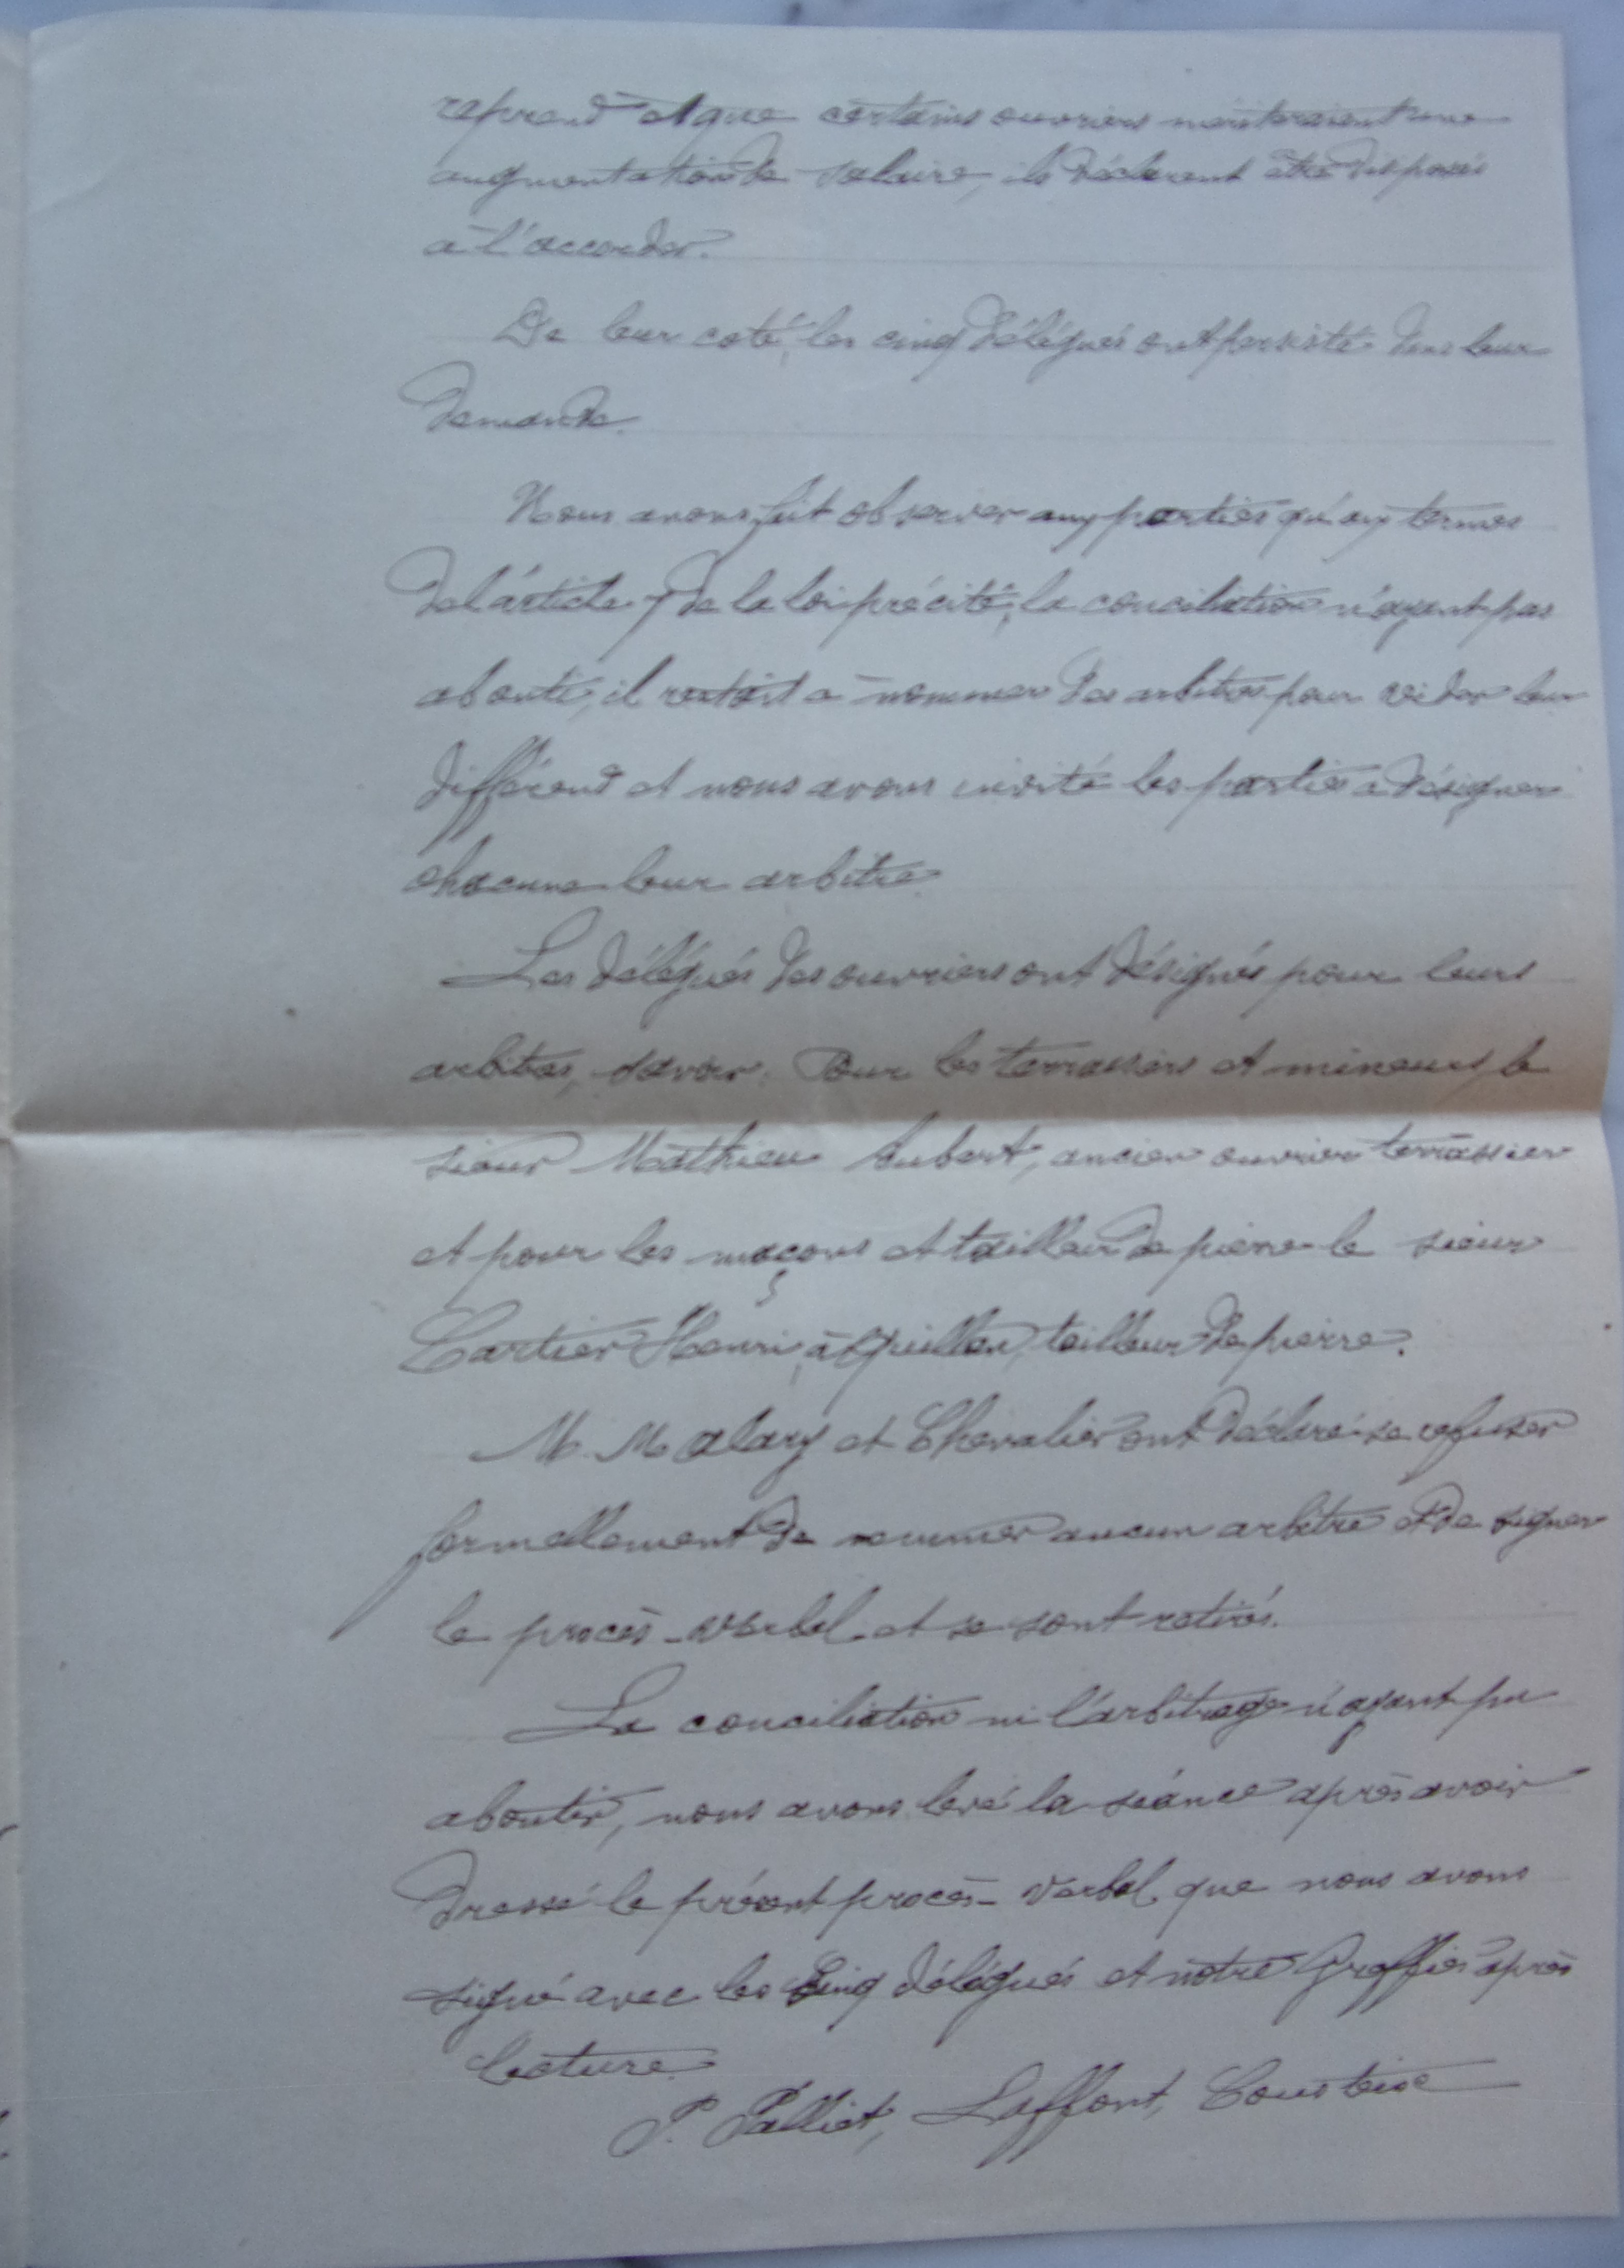 reprend et que certains ouvriers mériteraient une
augmentation de salaire, ils déclarent être disposés
à l'accorder.
De leur coté, les cinq délégués ont persisté dans leur
demande.
Nous avons fait observer aux parties qu'aux termes
de l'article 7 de la loi précité, la conciliation n'ayant pas
abouti, il restait à nommer des arbitres pour vider leur
différend et nous avons invité les parties à désigner
chacune leur arbitre
Les délégués des ouvriers ont désignés pour leurs
arbitres, savoir: Pour les terrassiers et mineurs, le
sieur Mathieu Aubert, ancien ouvrier terrassier
et pour les maçons et tailleur de pierre le sieur
Cartier Henri, à Quillan, tailleur de pierre.
M. M alary et Chevalier ont déclaré se refuser
formellement de nommer aucun arbitre et de signer
le procès-verbal et se sont retirés.
La conciliation ni l'arbitrage n'ayant pu
aboutir, nous avons levé la séance après avoir
dressé le présent procès-verbal que nous avons
signé avec les Cinq délégués et notre Greffier après
lecture.
P. Palliet, Laffont, Cousteise